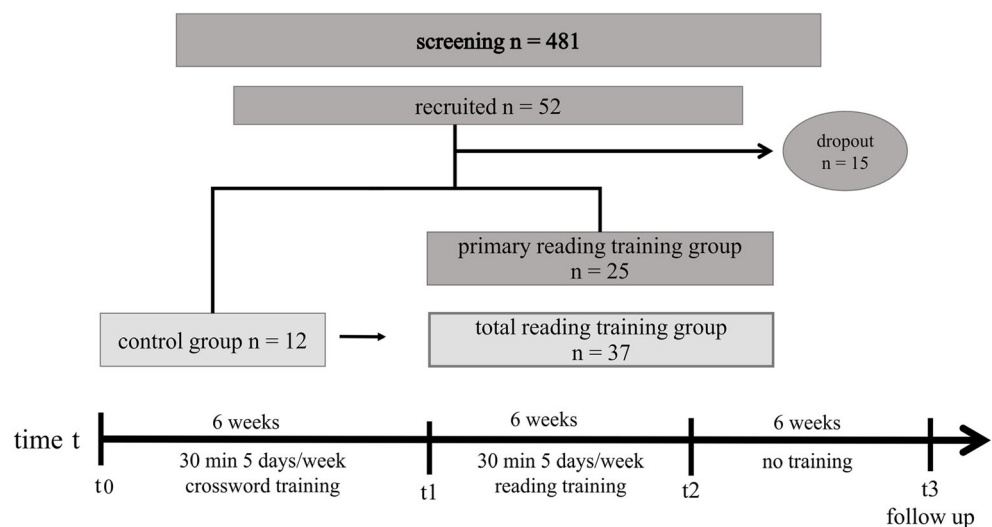 screening n = 481
recruited n = 52
dropout
n = 15
primary reading training group
n = 25
control group n = 12
total reading training group
n = 37
time t
6 weeks
6 weeks
6 weeks
30 min 5 days/week
crossword training
30 min 5 days/week
reading training
no training
t0
t1
t2
t3
follow up